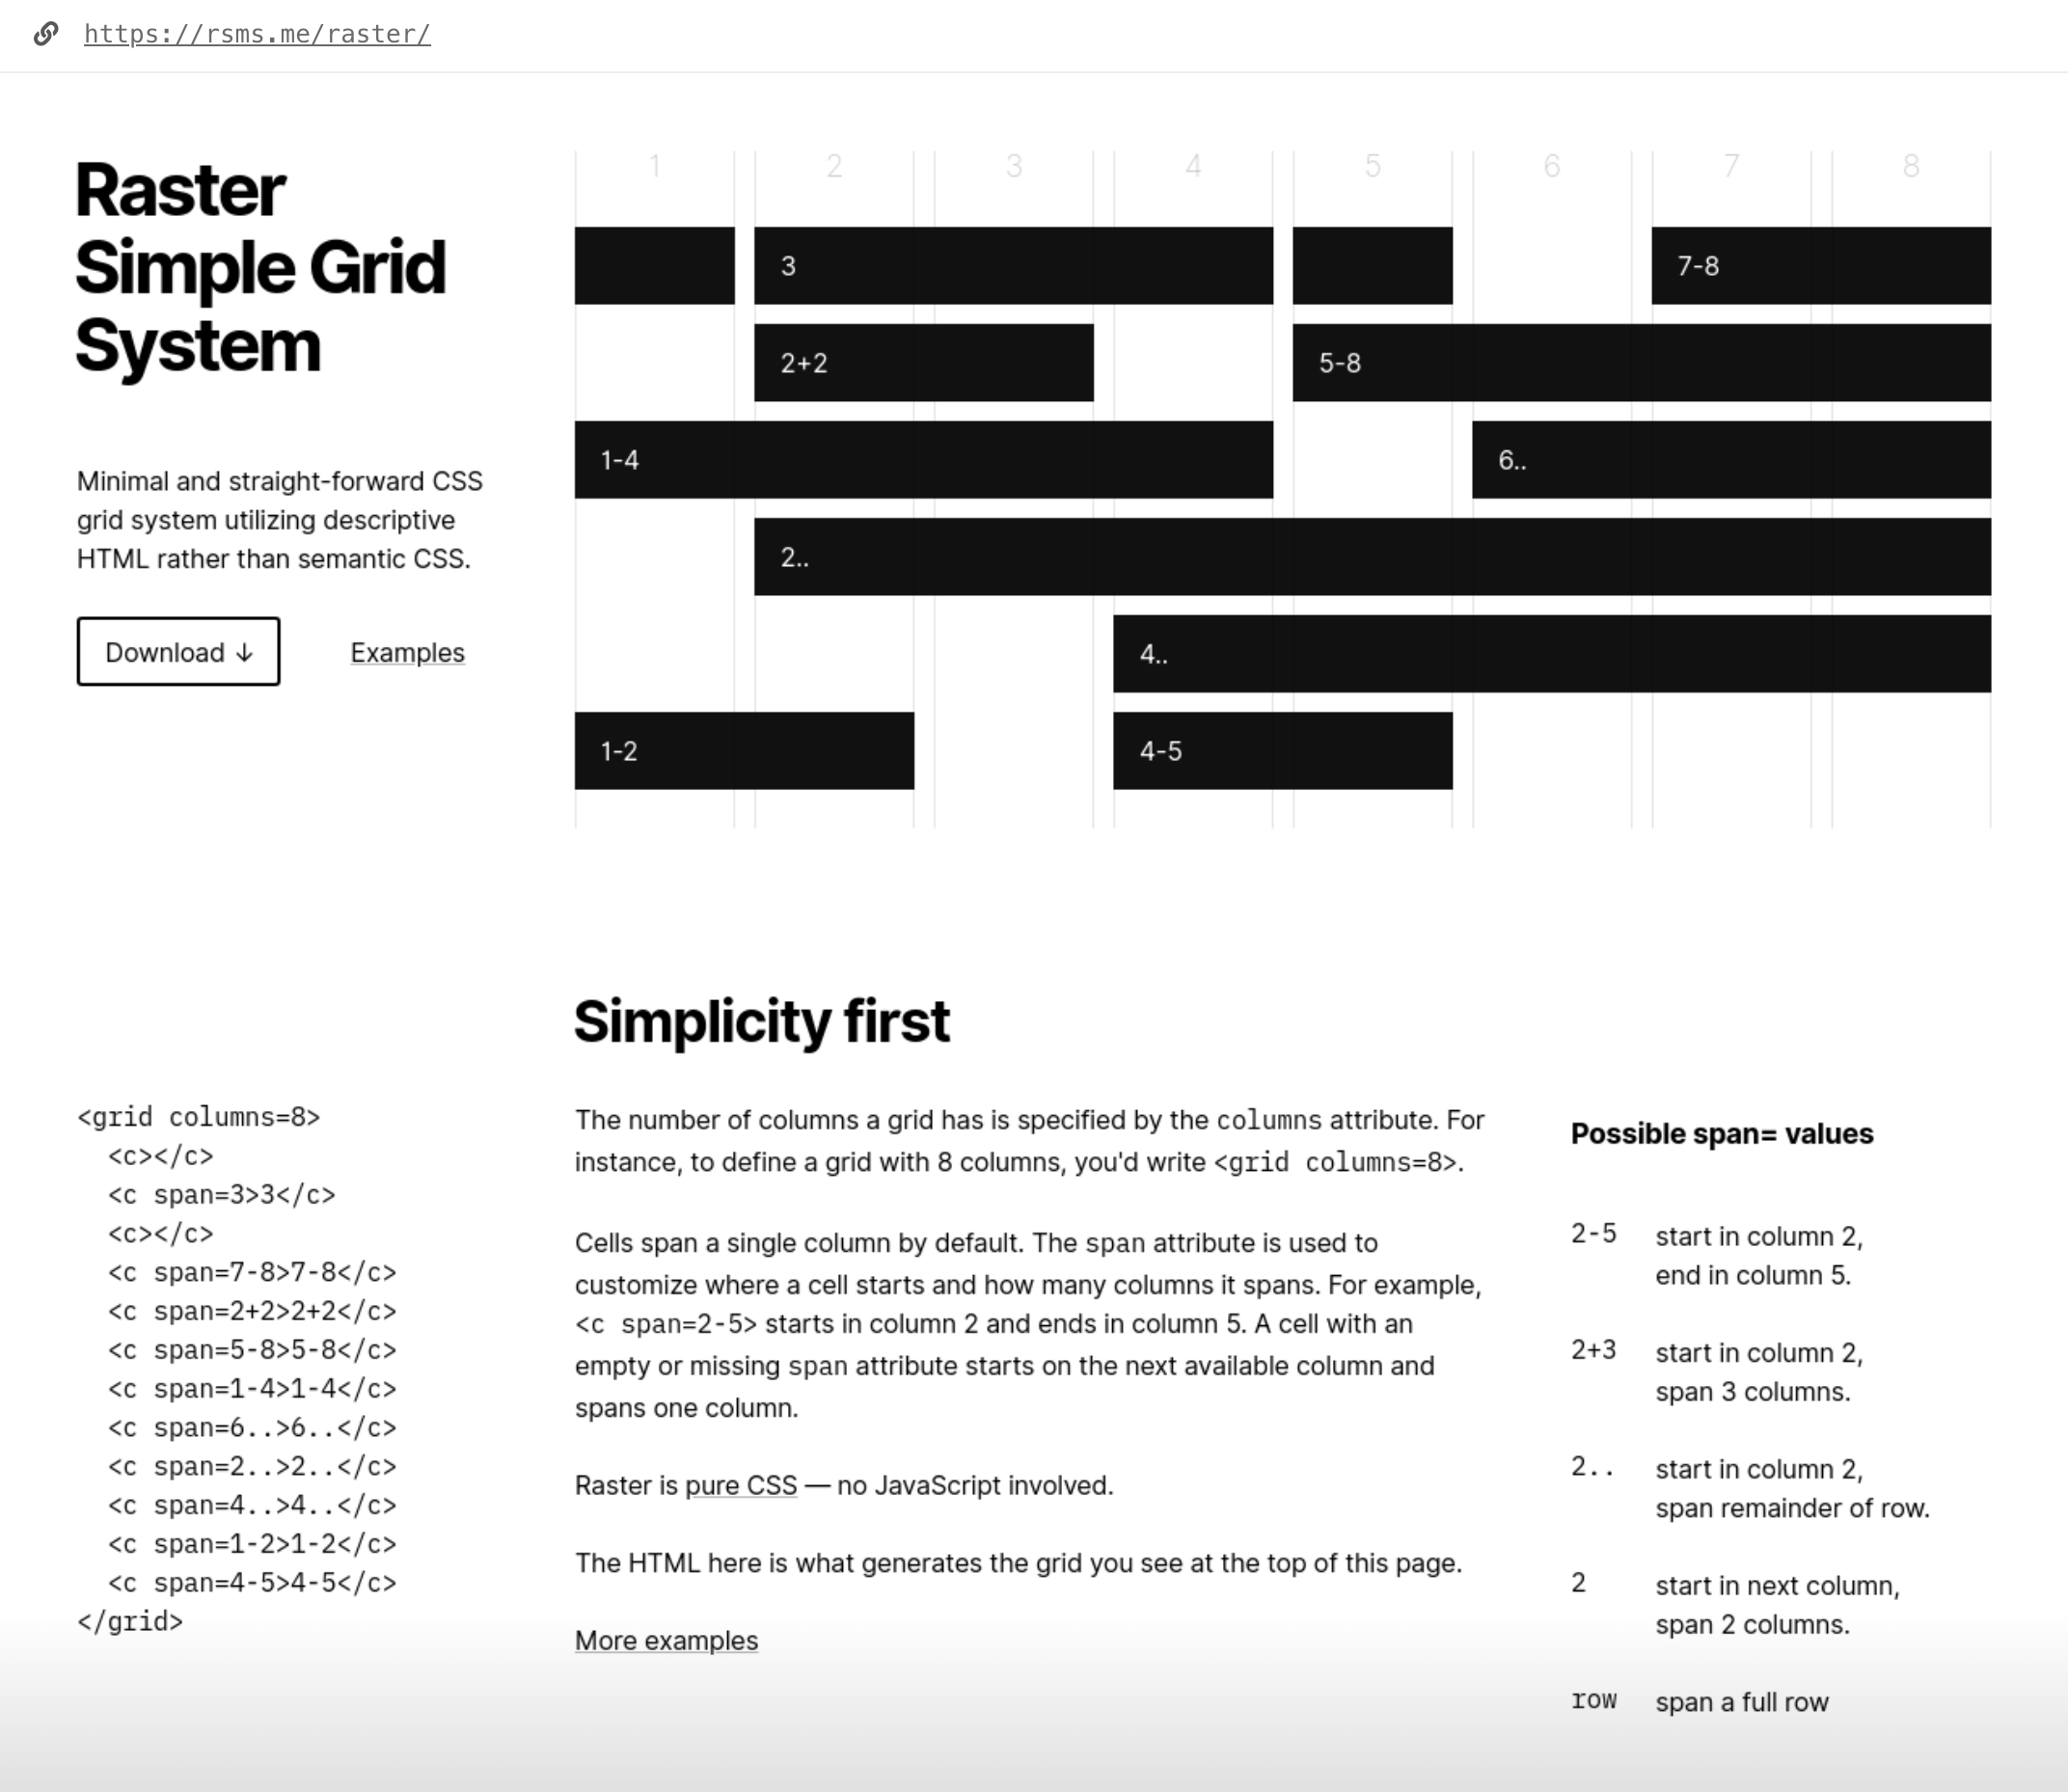 https://rsms.me/raster/
Raster
Simple Grid
System
Minimal and straight-forward CSS
grid system utilizing descriptive
HTML rather than semantic CSS.
Download ↓
Examples
1 2 3 4 5 6 7 8
3 7-8
2+2 5-8
1-4 6..
2..
4..
1-2 4-5
<grid columns=8>
  <c></c>
  <c span=3>3</c>
  <c></c>
  <c span=7-8>7-8</c>
  <c span=2+2>2+2</c>
  <c span=5-8>5-8</c>
  <c span=1-4>1-4</c>
  <c span=6..>6..</c>
  <c span=2..>2..</c>
  <c span=4..>4..</c>
  <c span=1-2>1-2</c>
  <c span=4-5>4-5</c>
</grid>
Simplicity first
The number of columns a grid has is specified by the columns attribute. For
instance, to define a grid with 8 columns, you'd write <grid columns=8>.
Cells span a single column by default. The span attribute is used to
customize where a cell starts and how many columns it spans. For example,
<c span=2-5> starts in column 2 and ends in column 5. A cell with an
empty or missing span attribute starts on the next available column and
spans one column.
Raster is pure CSS — no JavaScript involved.
The HTML here is what generates the grid you see at the top of this page.
More examples
Possible span= values
2-5 start in column 2,
end in column 5.
2+3 start in column 2,
span 3 columns.
2.. start in column 2,
span remainder of row.
2 start in next column,
span 2 columns.
row span a full row